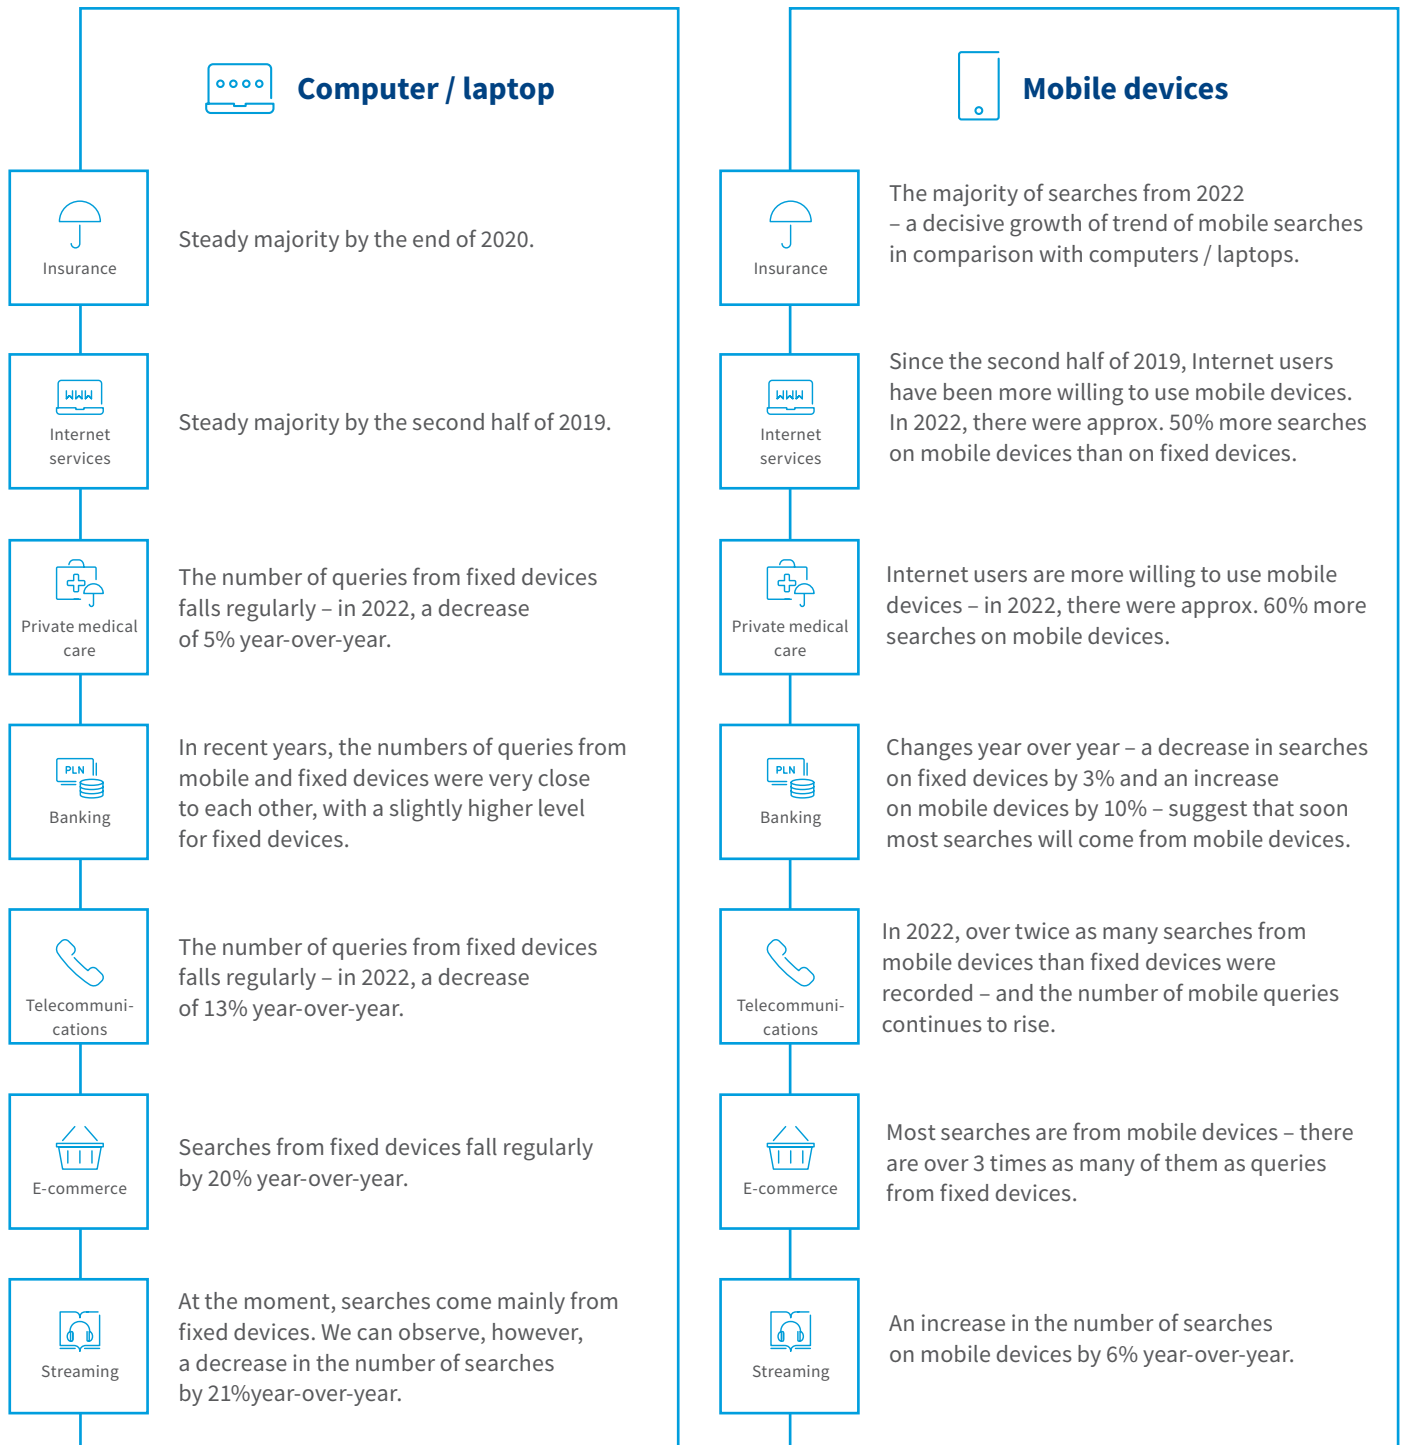 Computer / laptop
Insurance
Steady majority by the end of 2020.
WWW
Internet
services
Steady majority by the second half of 2019.
Private medical
care
The number of queries from fixed devices
falls regularly – in 2022, a decrease
of 5% year-over-year.
PLN
Banking
In recent years, the numbers of queries from
mobile and fixed devices were very close
to each other, with a slightly higher level
for fixed devices.
Telecommuni-
cations
The number of queries from fixed devices
falls regularly – in 2022, a decrease
of 13% year-over-year.
E-commerce
Searches from fixed devices fall regularly
by 20% year-over-year.
Streaming
At the moment, searches come mainly from
fixed devices. We can observe, however,
a decrease in the number of searches
by 21%year-over-year.
Mobile devices
Insurance
The majority of searches from 2022
– a decisive growth of trend of mobile searches
in comparison with computers / laptops.
WWW
Internet
services
Since the second half of 2019, Internet users
have been more willing to use mobile devices.
In 2022, there were approx. 50% more searches
on mobile devices than on fixed devices.
Private medical
care
Internet users are more willing to use mobile
devices – in 2022, there were approx. 60% more
searches on mobile devices.
PLN
Banking
Changes year over year – a decrease in searches
on fixed devices by 3% and an increase
on mobile devices by 10% – suggest that soon
most searches will come from mobile devices.
Telecommuni-
cations
In 2022, over twice as many searches from
mobile devices than fixed devices were
recorded – and the number of mobile queries
continues to rise.
E-commerce
Most searches are from mobile devices – there
are over 3 times as many of them as queries
from fixed devices.
Streaming
An increase in the number of searches
on mobile devices by 6% year-over-year.